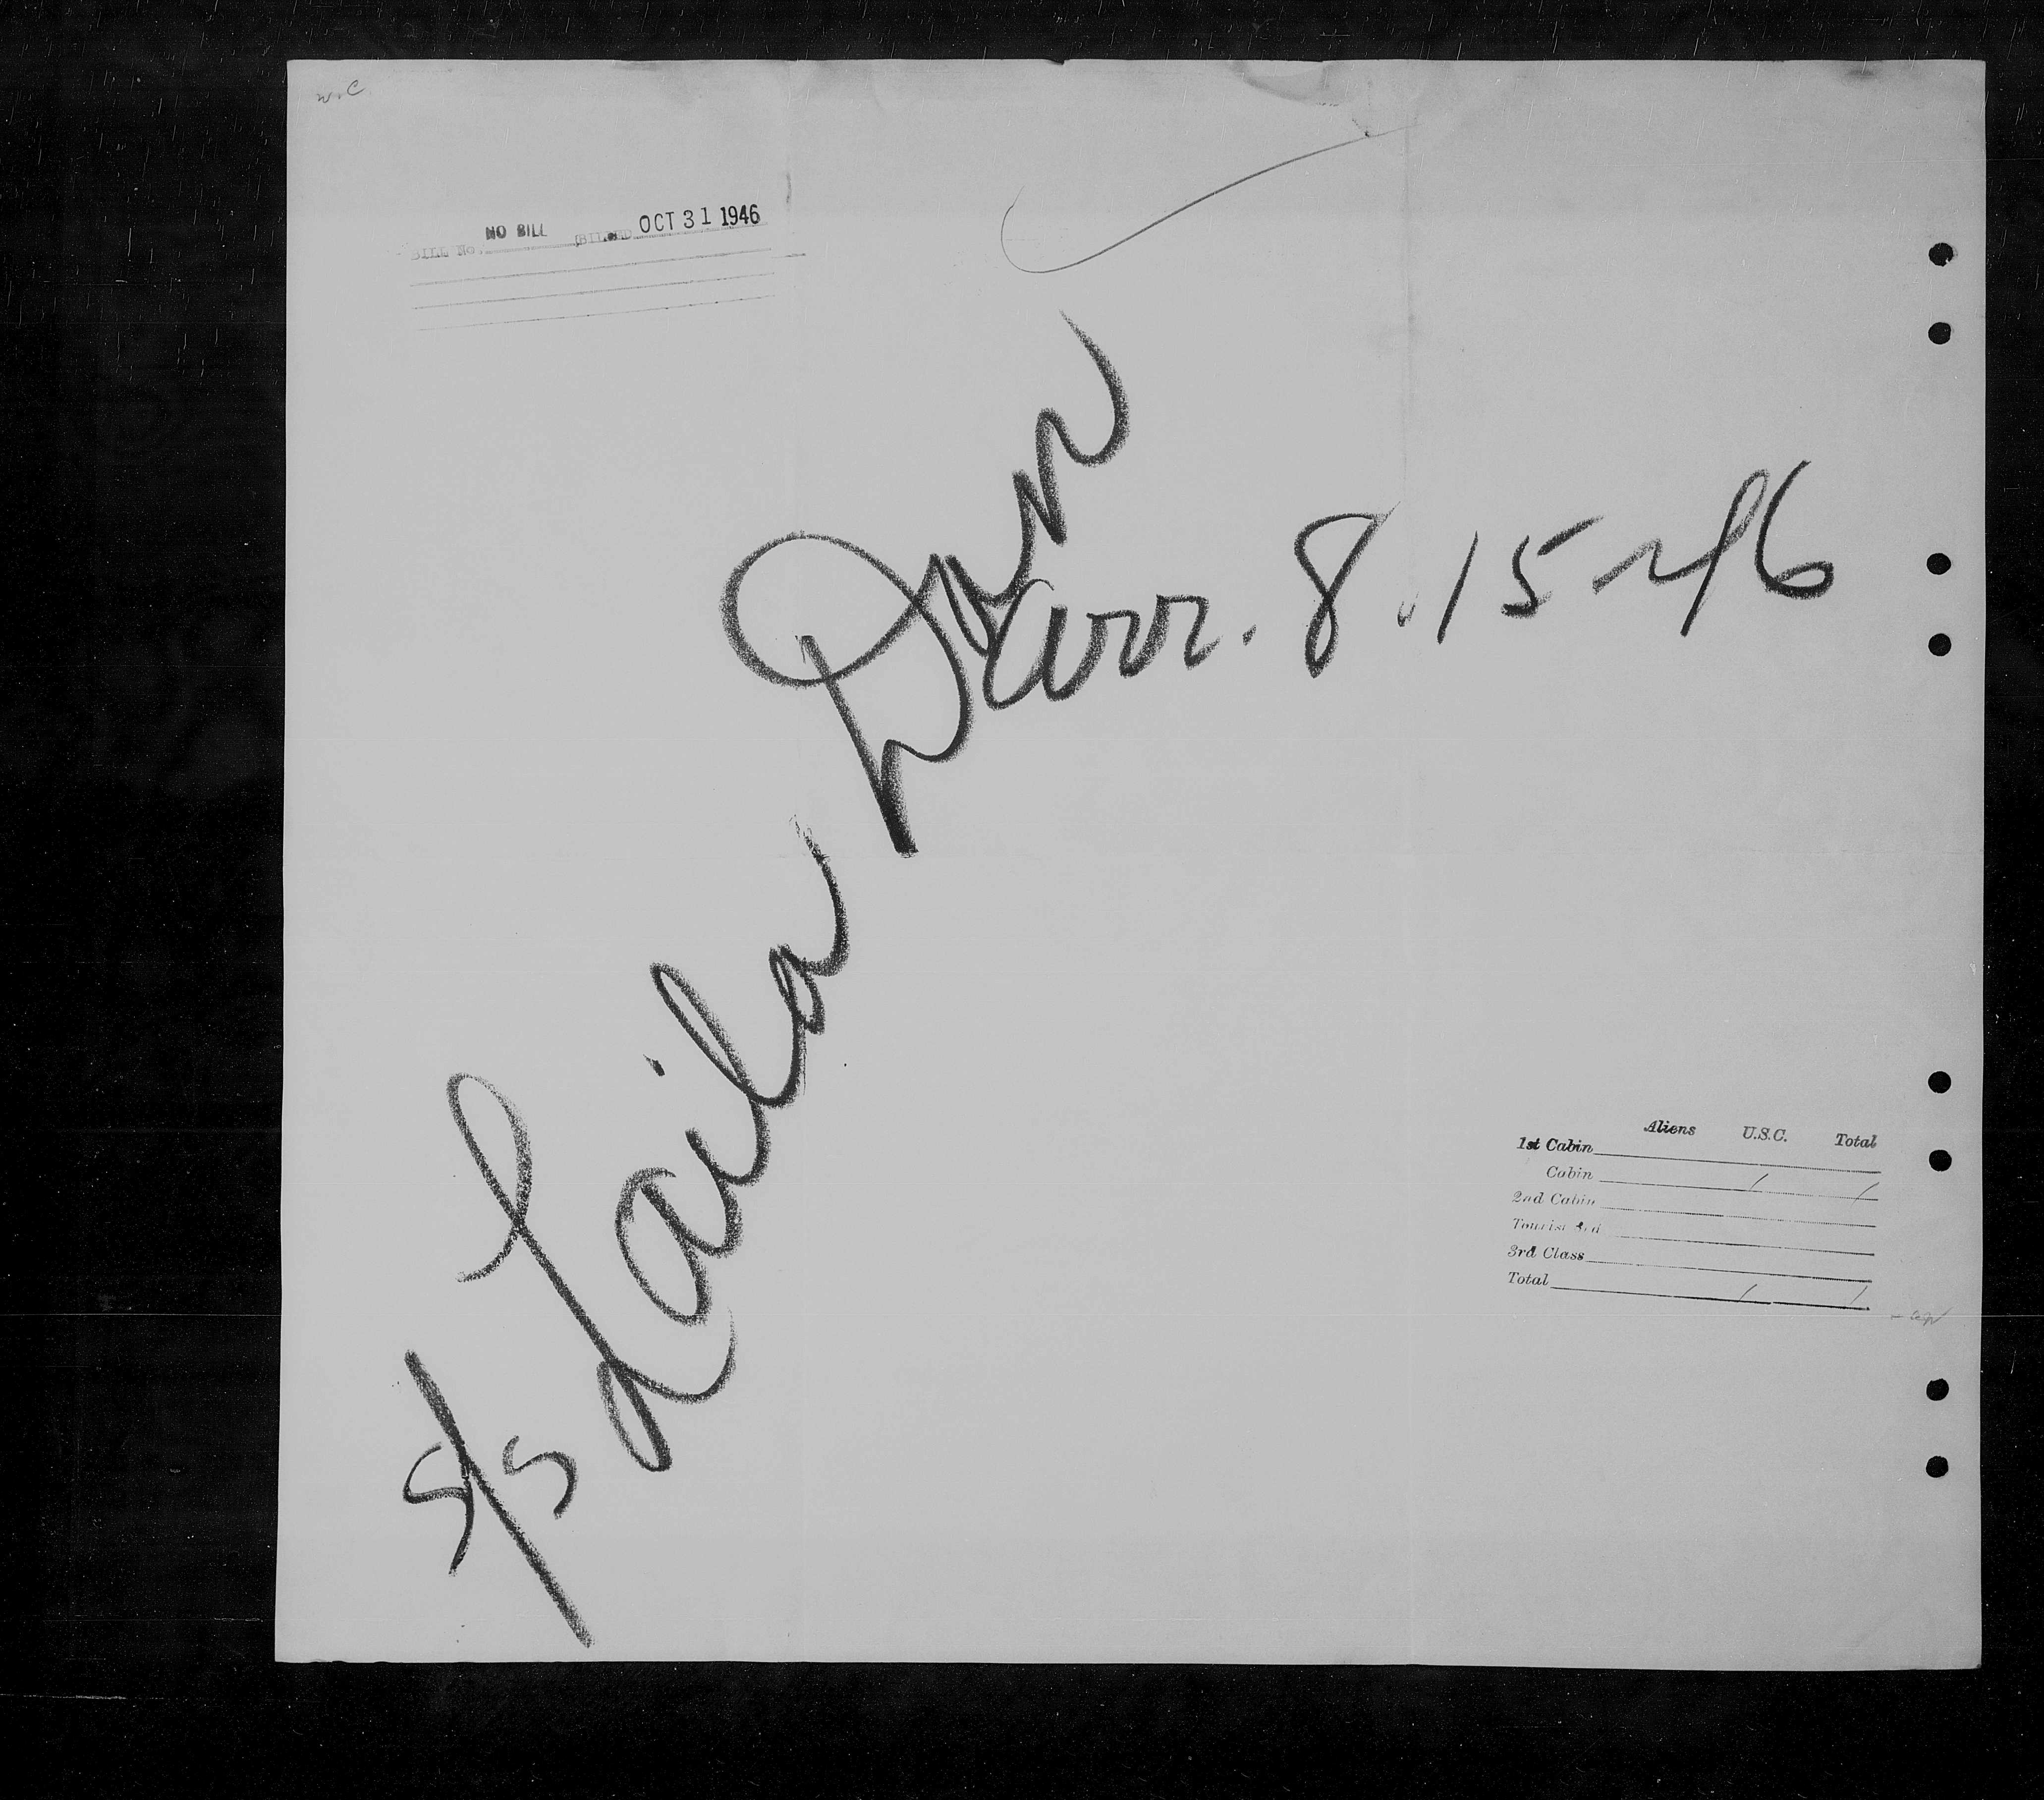 w.C
NO BILL OCT 31 1946
BILL No. BILLED
S/S Laila Dan
arr. 8.15-46
Aliens U.S.C. Total
1st Cabin
Cabin / /
2nd Cabin
Tourist 3rd
3rd Class
Total / /